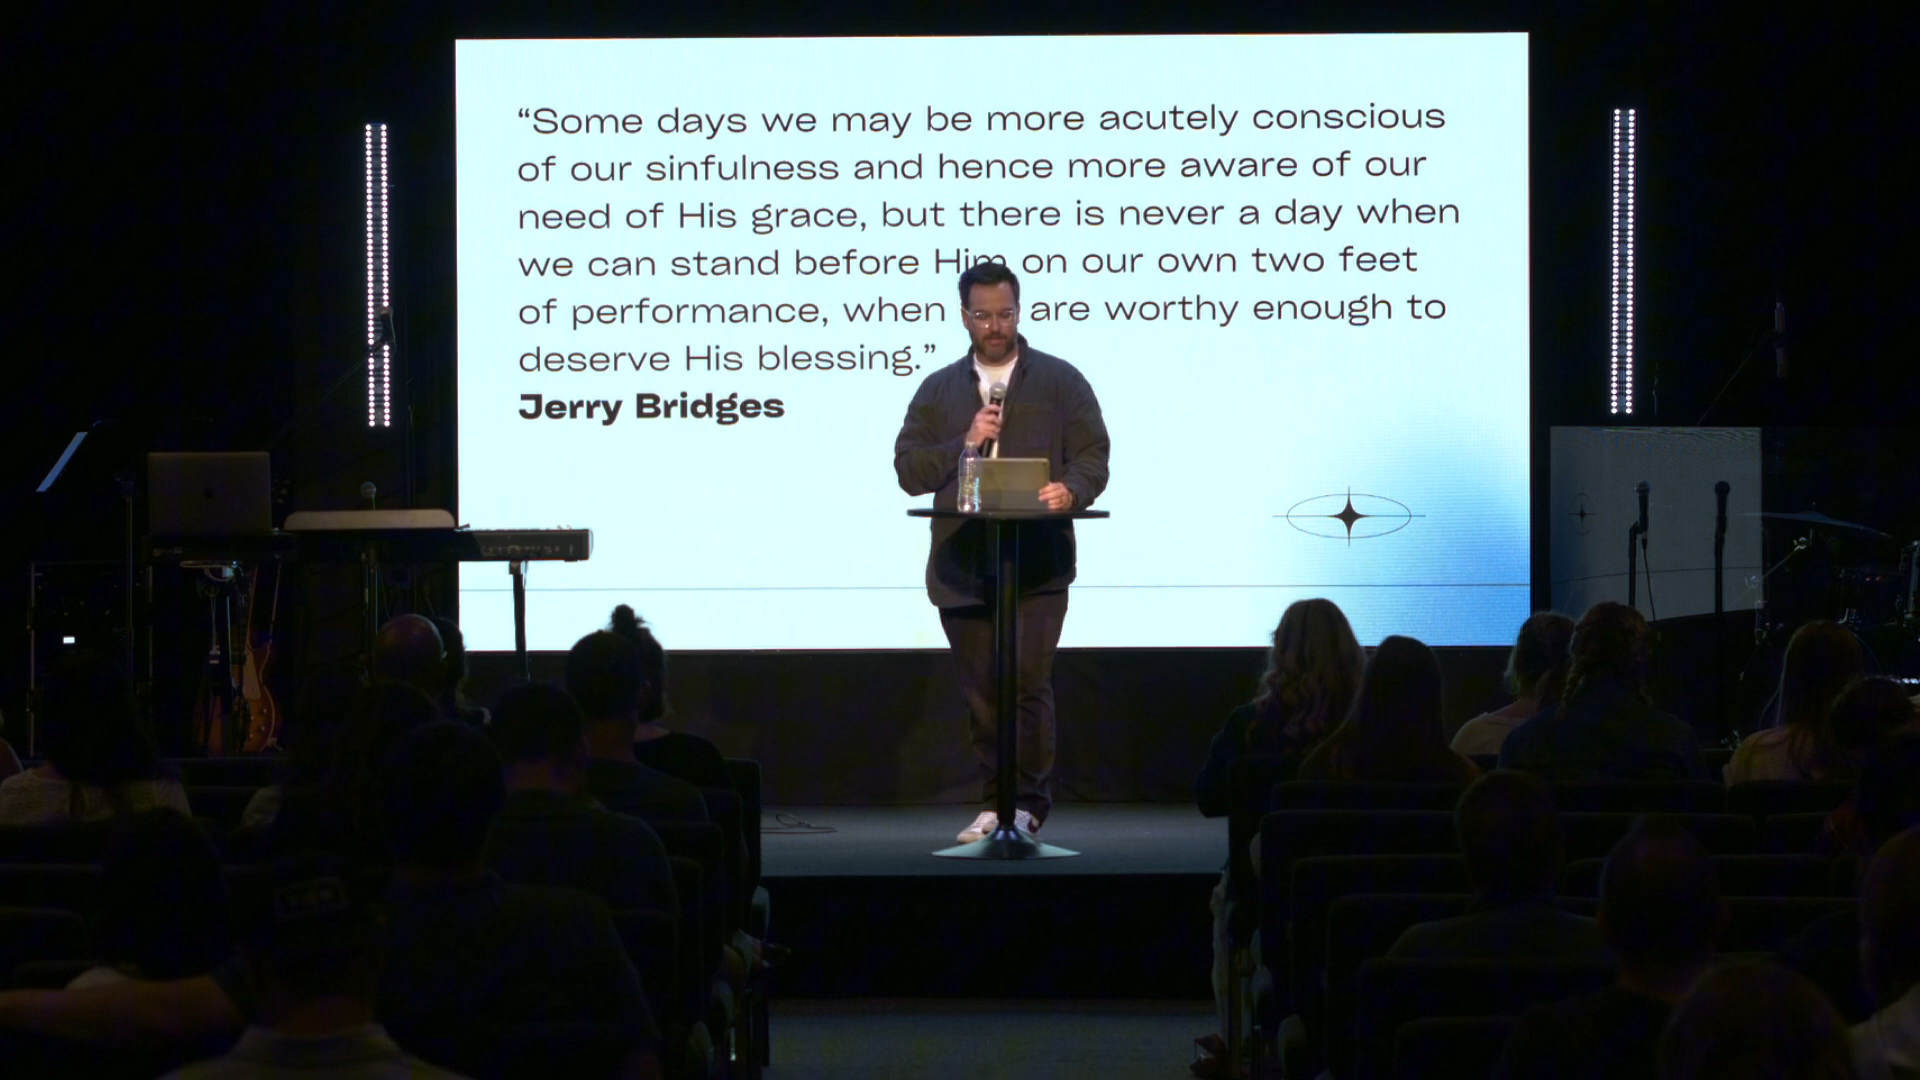 “Some days we may be more acutely conscious
of our sinfulness and hence more aware of our
need of His grace, but there is never a day when
we can stand before Him on our own two feet
of performance, when are worthy enough to
deserve His blessing.”
Jerry Bridges